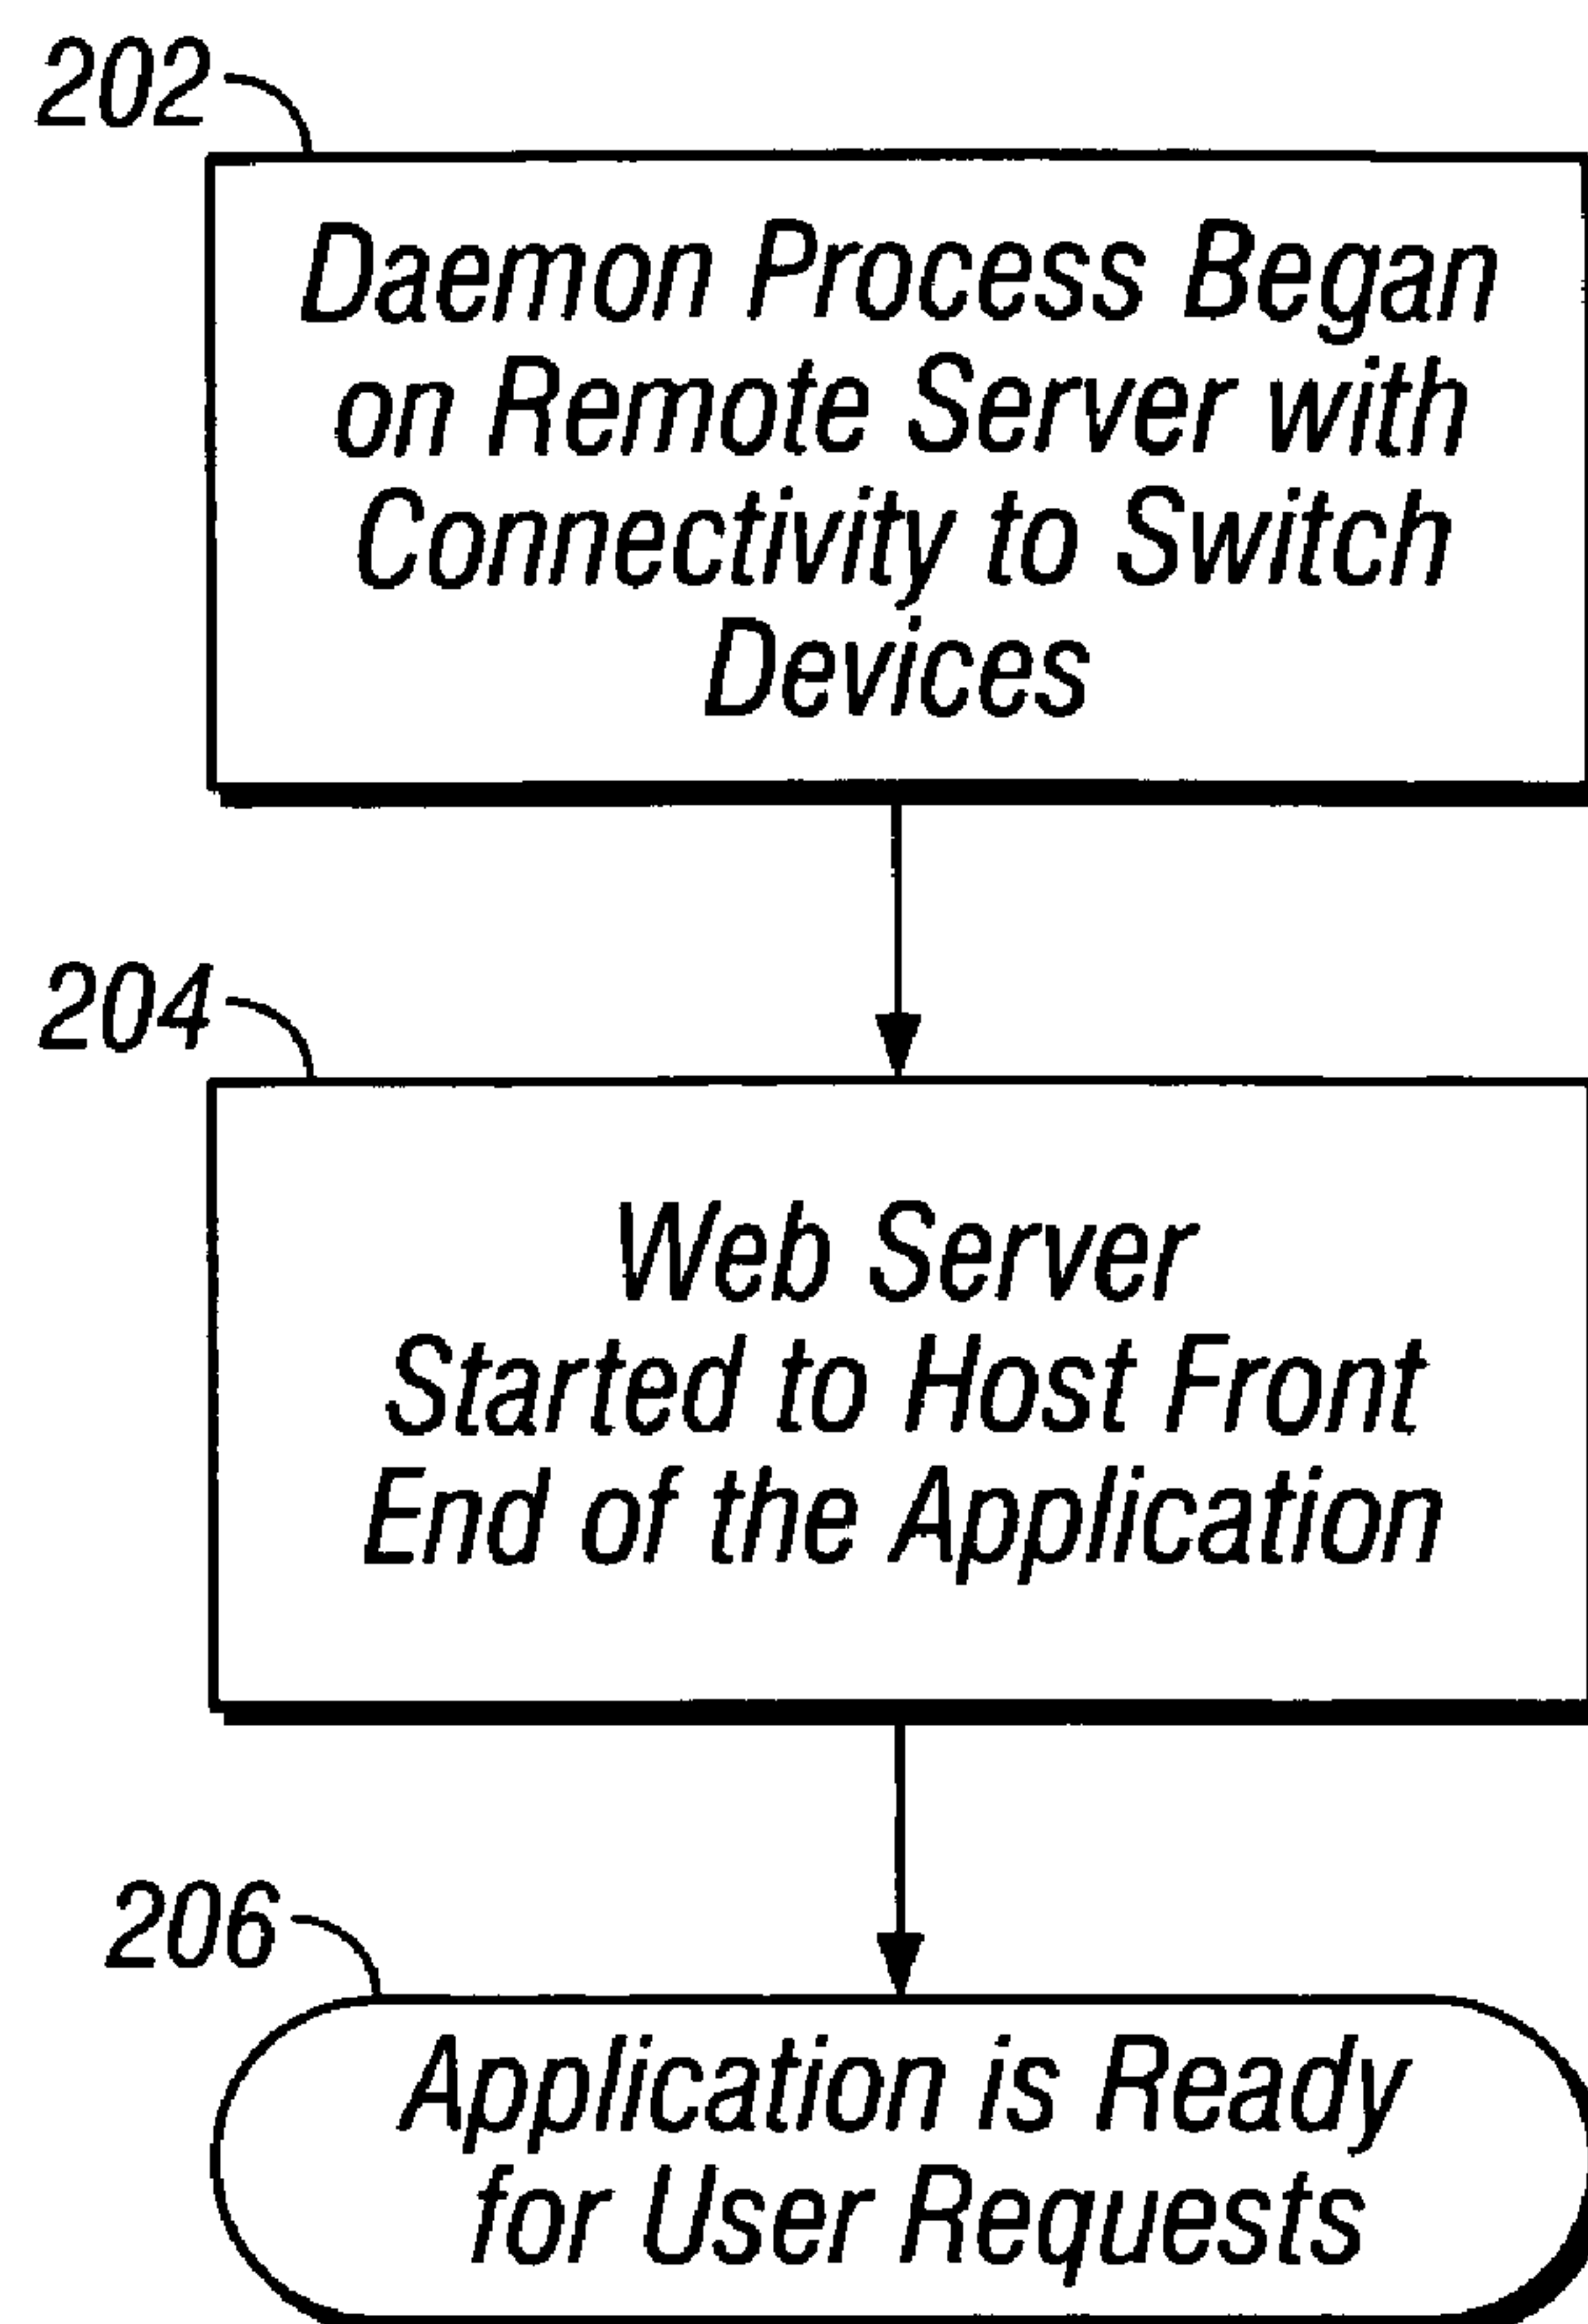 202
Daemon Process Began
on Remote Server with
Connectivity to Switch
Devices
204
Web Server
Started to Host Front
End of the Application
206
Application is Ready
for User Requests